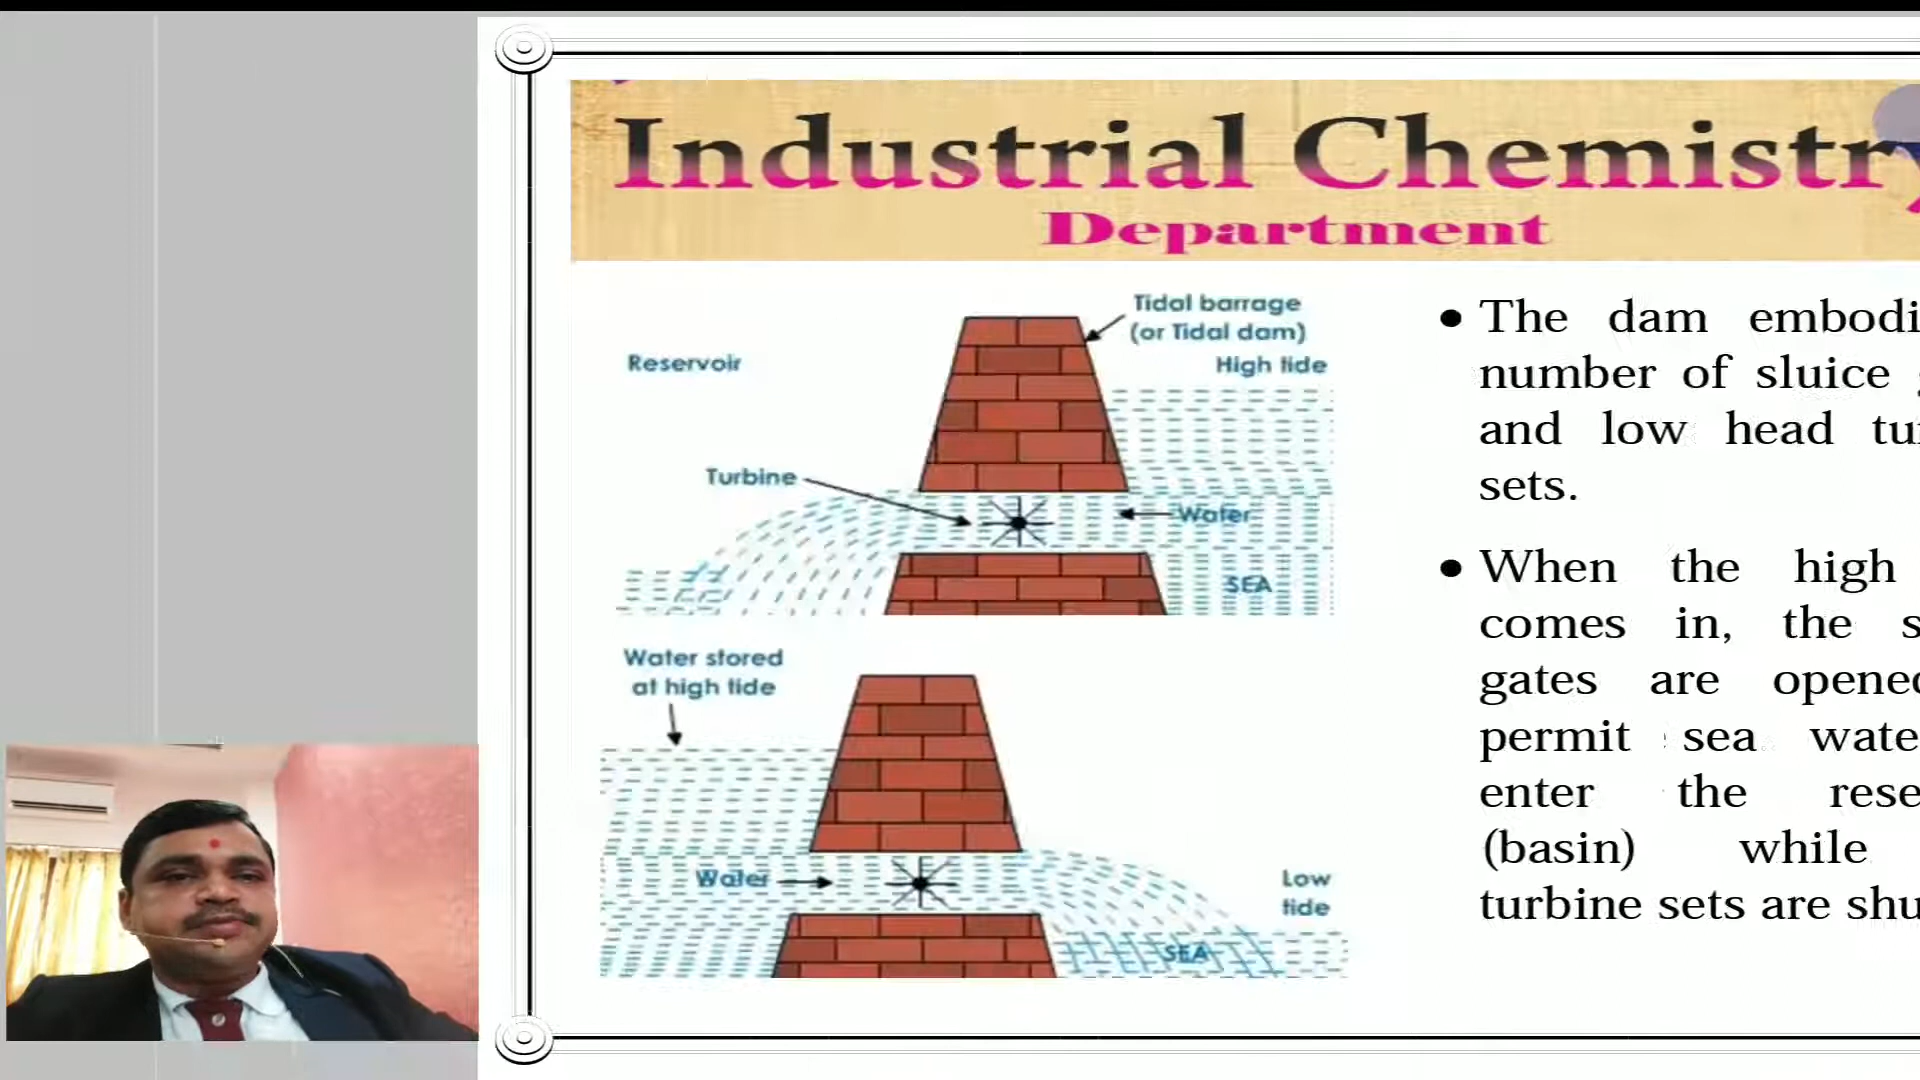 Industrial Chemistry
Department
Tidal barrage
(or Tidal dam)
Reservoir
High tide
Turbine
Water
SEA
Water stored
at high tide
Water
Low
tide
SEA
The dam embodi
number of sluice
and low head tu
sets.
When the high
comes in, the s
gates are opened
permit sea wate
enter the rese
(basin) while
turbine sets are shu